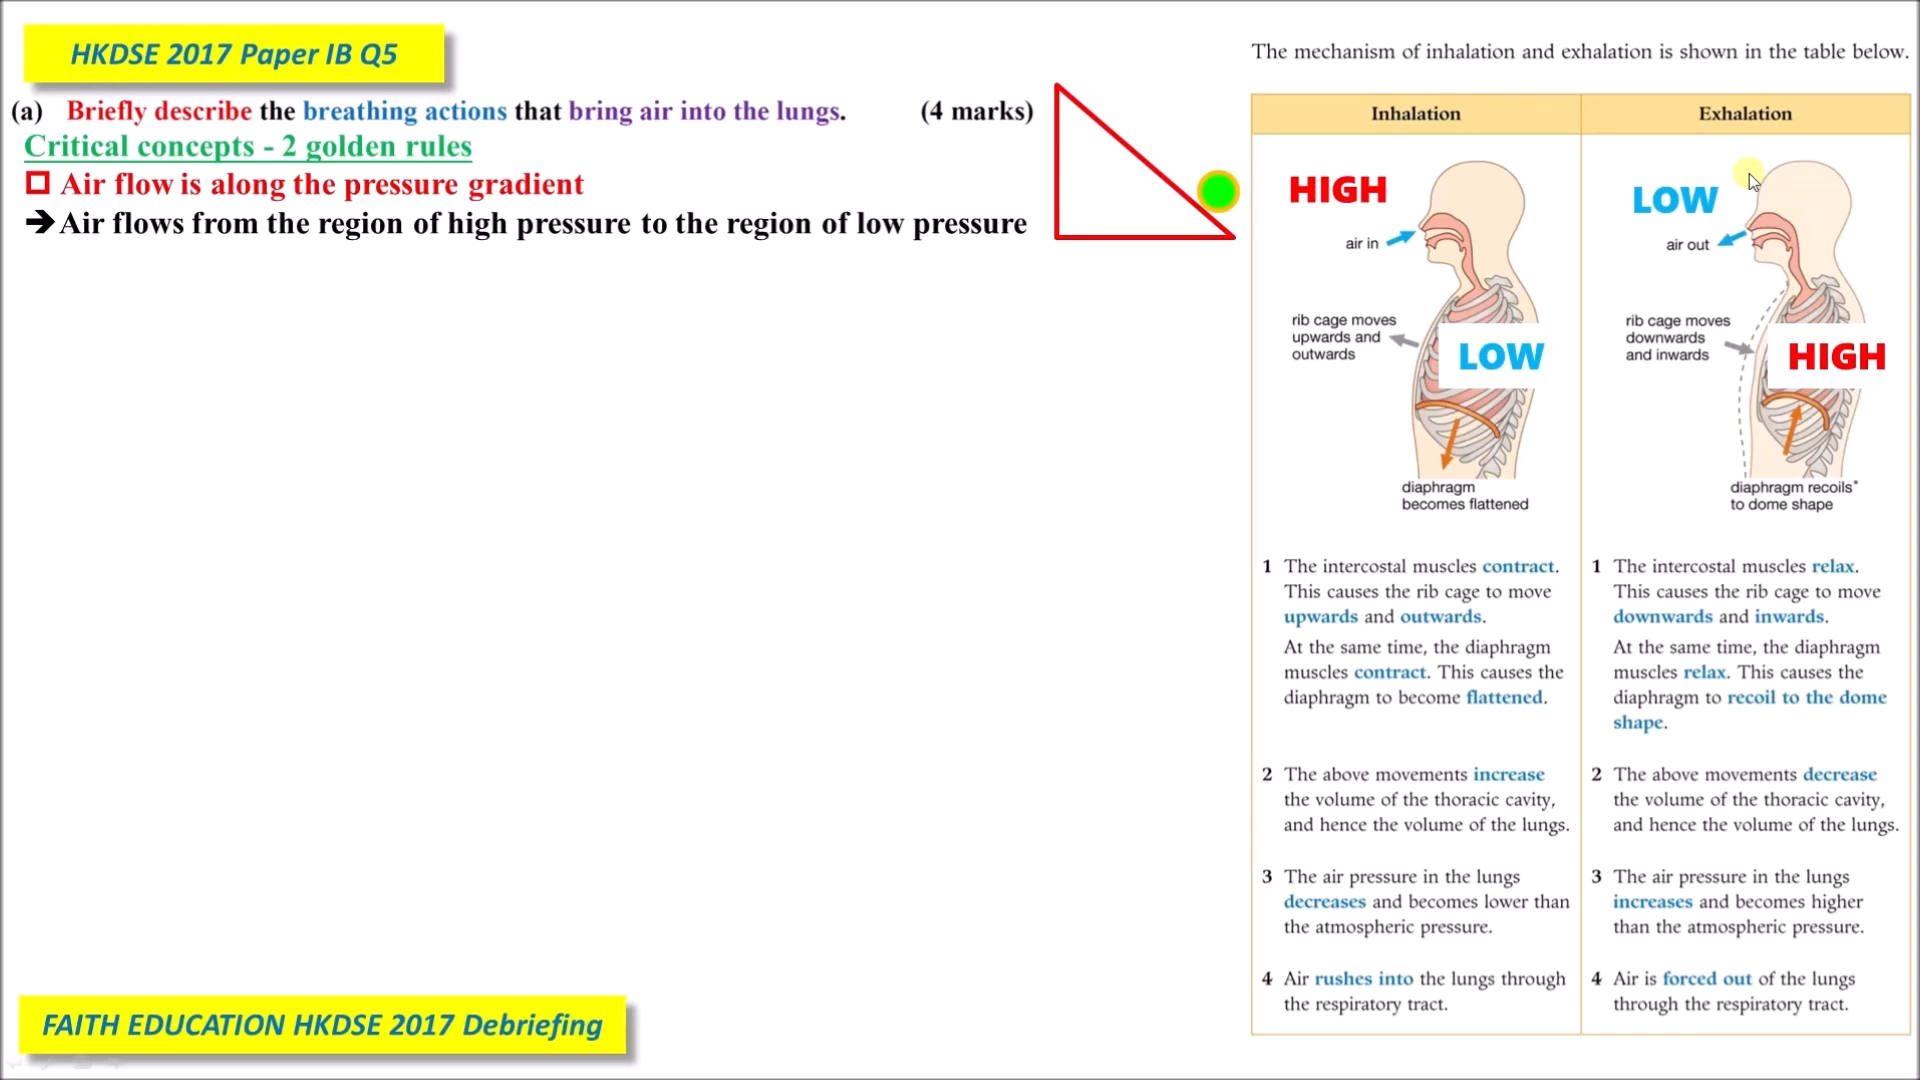 HKDSE 2017 Paper IB Q5
(a) Briefly describe the breathing actions that bring air into the lungs. (4 marks)
Critical concepts - 2 golden rules
Air flow is along the pressure gradient
➔Air flows from the region of high pressure to the region of low pressure
FAITH EDUCATION HKDSE 2017 Debriefing
The mechanism of inhalation and exhalation is shown in the table below.
Inhalation
HIGH
air in
rib cage moves
upwards and
outwards
LOW
diaphragm
becomes flattened
1 The intercostal muscles contract.
This causes the rib cage to move
upwards and outwards.
At the same time, the diaphragm
muscles contract. This causes the
diaphragm to become flattened.
2 The above movements increase
the volume of the thoracic cavity,
and hence the volume of the lungs.
3 The air pressure in the lungs
decreases and becomes lower than
the atmospheric pressure.
4 Air rushes into the lungs through
the respiratory tract.
Exhalation
LOW
air out
rib cage moves
downwards
and inwards
HIGH
diaphragm recoils*
to dome shape
1 The intercostal muscles relax.
This causes the rib cage to move
downwards and inwards.
At the same time, the diaphragm
muscles relax. This causes the
diaphragm to recoil to the dome
shape.
2 The above movements decrease
the volume of the thoracic cavity,
and hence the volume of the lungs.
3 The air pressure in the lungs
increases and becomes higher
than the atmospheric pressure.
4 Air is forced out of the lungs
through the respiratory tract.